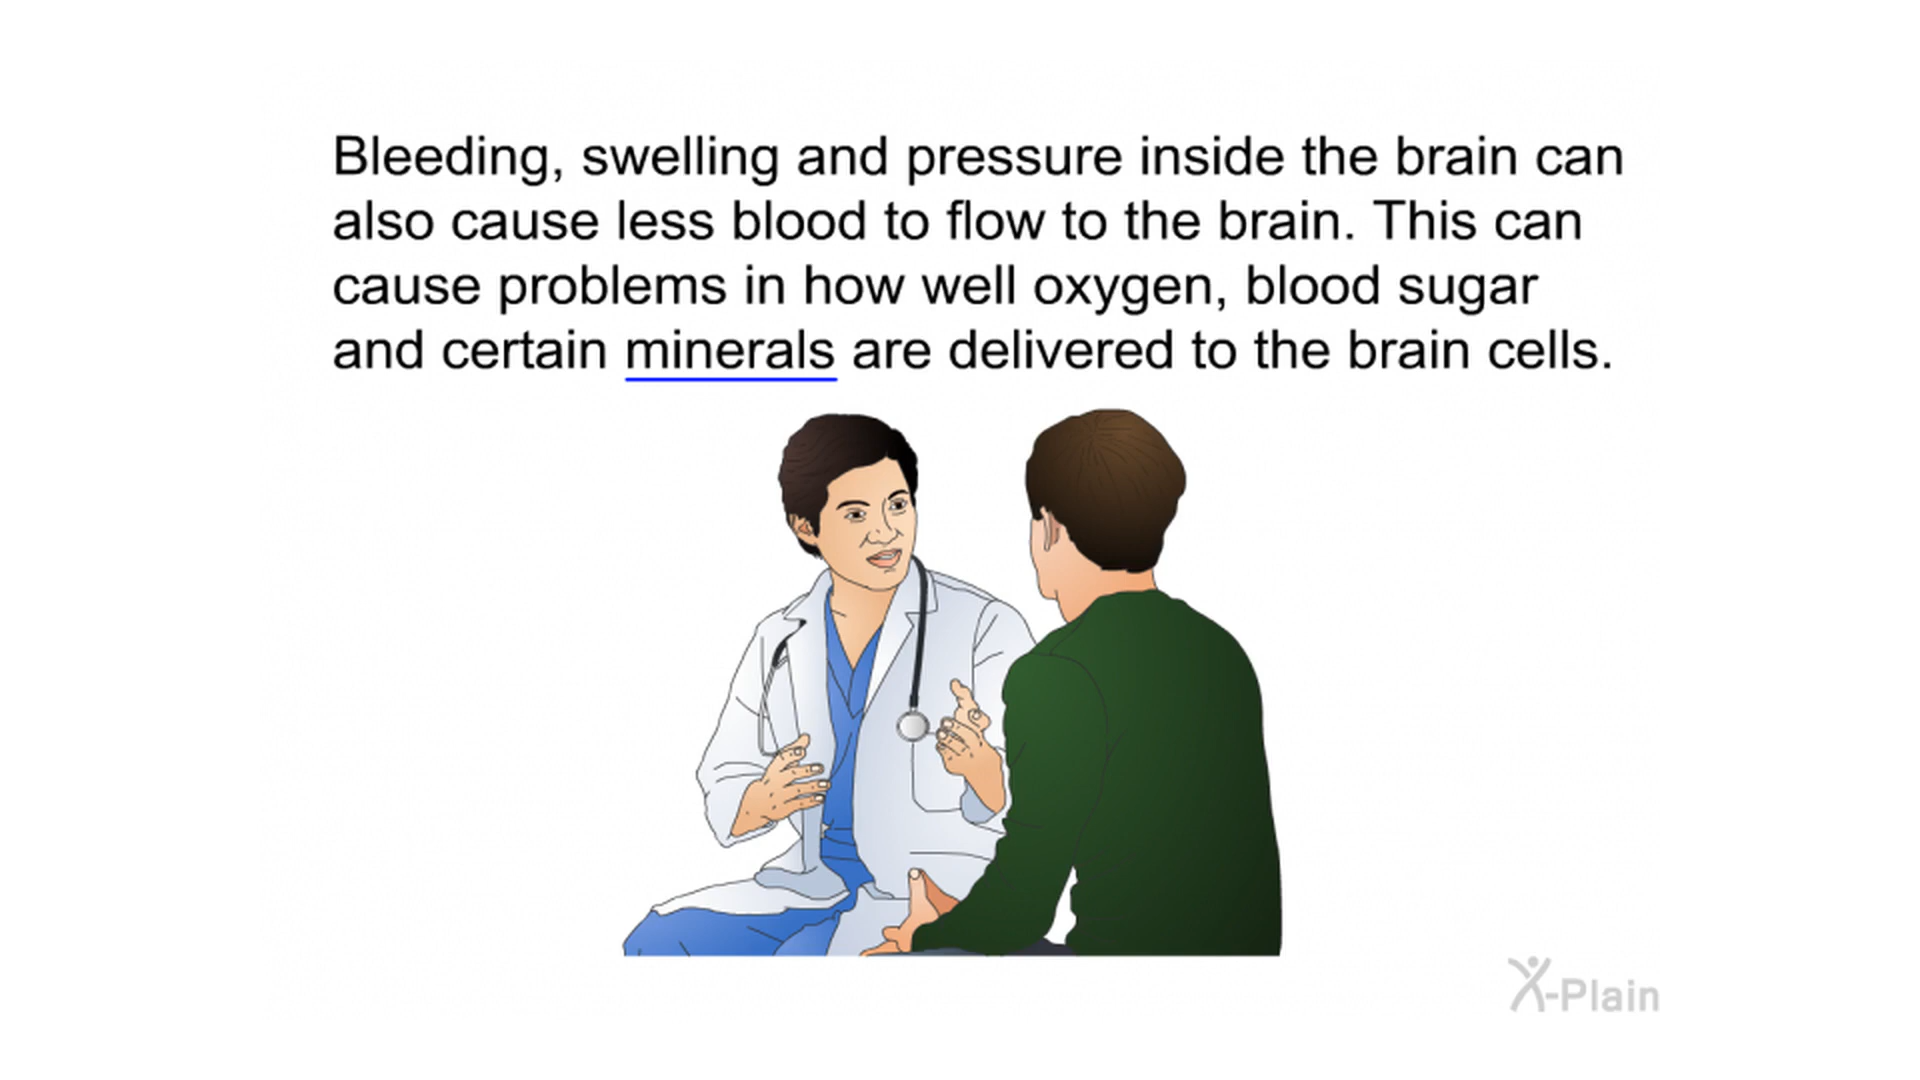 Bleeding, swelling and pressure inside the brain can
also cause less blood to flow to the brain. This can
cause problems in how well oxygen, blood sugar
and certain minerals are delivered to the brain cells.
X-Plain